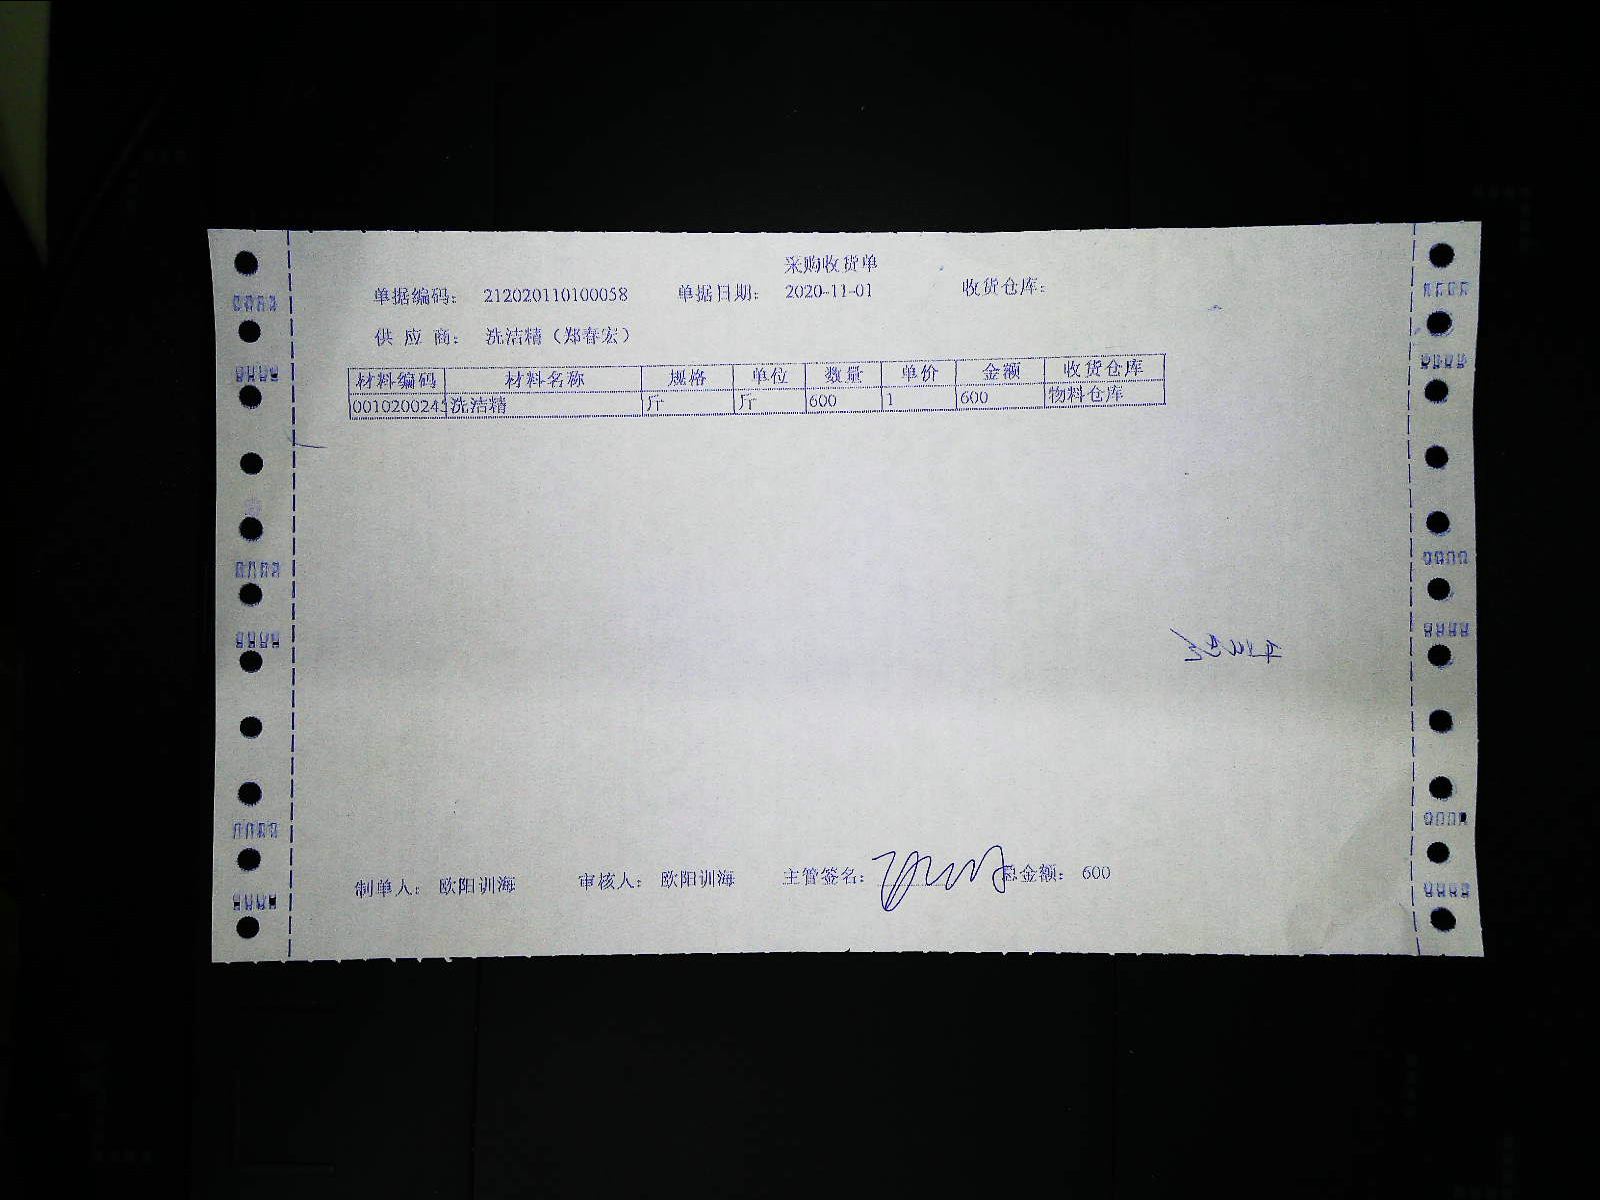 采购收货单
单据编码： 212020110100058 单据日期： 2020-11-01 收货仓库：
供 应 商： 洗洁精（郑春宏）
材料编码 材料名称 规格 单位 数量 单价 金额 收货仓库
001020024 洗洁精 斤 斤 600 1 600 物料仓库
制单人： 欧阳训海 审核人： 欧阳训海 主管签名： 总金额： 600